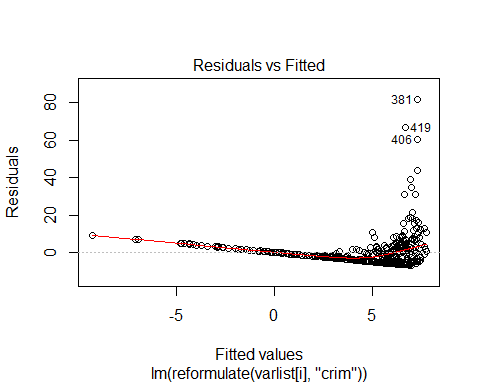 Residuals vs Fitted
80
60
40
20
0
Residuals
381
419
406
-5
0
5
Fitted values
lm(reformulate(varlist[i], "crim"))